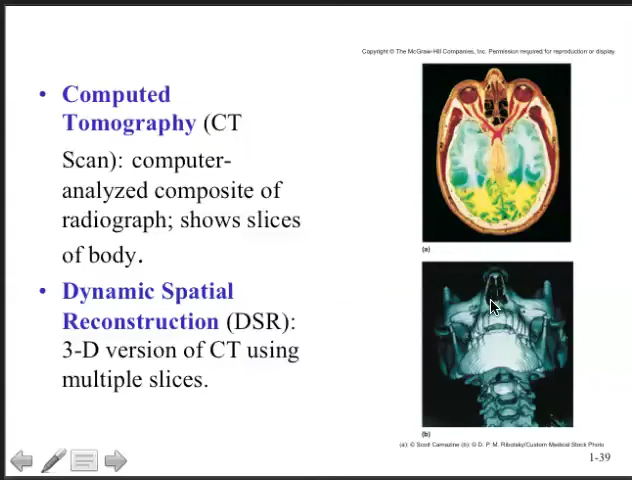 Copyright © The McGraw-Hill Companies, Inc. Permission required for reproduction or display.
• Computed
Tomography (CT
Scan): computer-
analyzed composite of
radiograph; shows slices
of body.
• Dynamic Spatial
Reconstruction (DSR):
3-D version of CT using
multiple slices.
(a)
(b)
(a): © Scott Camazine (b): © D. P. M. Ribotsky/Custom Medical Stock Photo
1-39